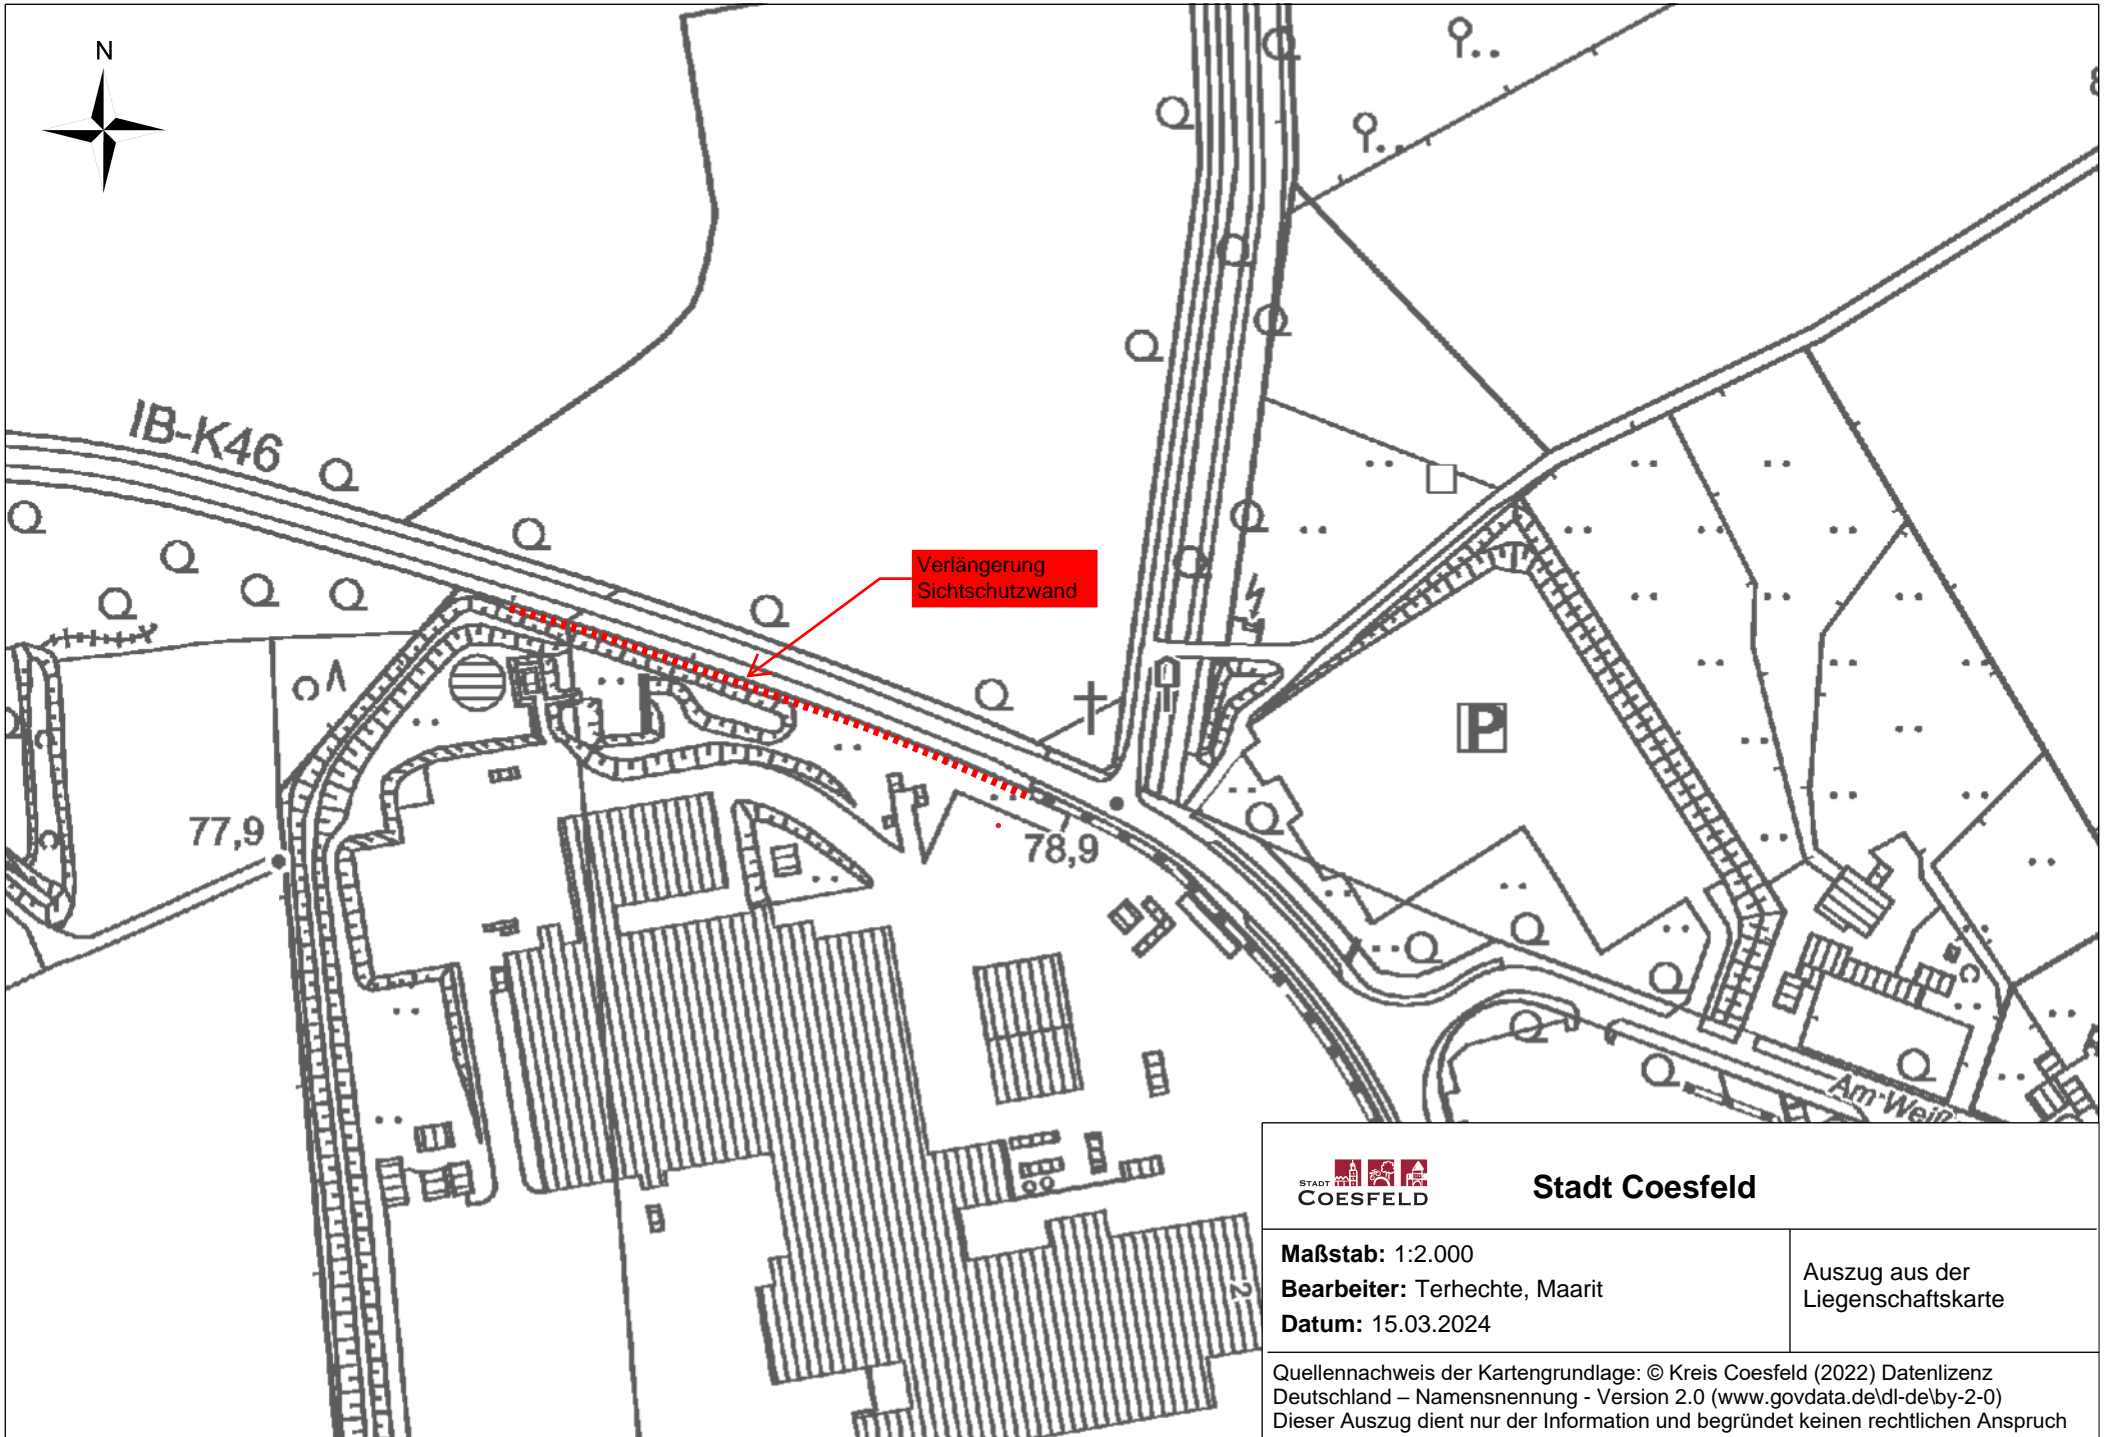 N
IB-K46
Verlängerung
Sichtschutzwand
P
77,9
78,9
Am Weiß
2
STADT
COESFELD
Stadt Coesfeld
Maßstab: 1:2.000
Bearbeiter: Terhechte, Maarit
Datum: 15.03.2024
Auszug aus der
Liegenschaftskarte
Quellennachweis der Kartengrundlage: © Kreis Coesfeld (2022) Datenlizenz
Deutschland – Namensnennung - Version 2.0 (www.govdata.de\dl-de\by-2-0)
Dieser Auszug dient nur der Information und begründet keinen rechtlichen Anspruch